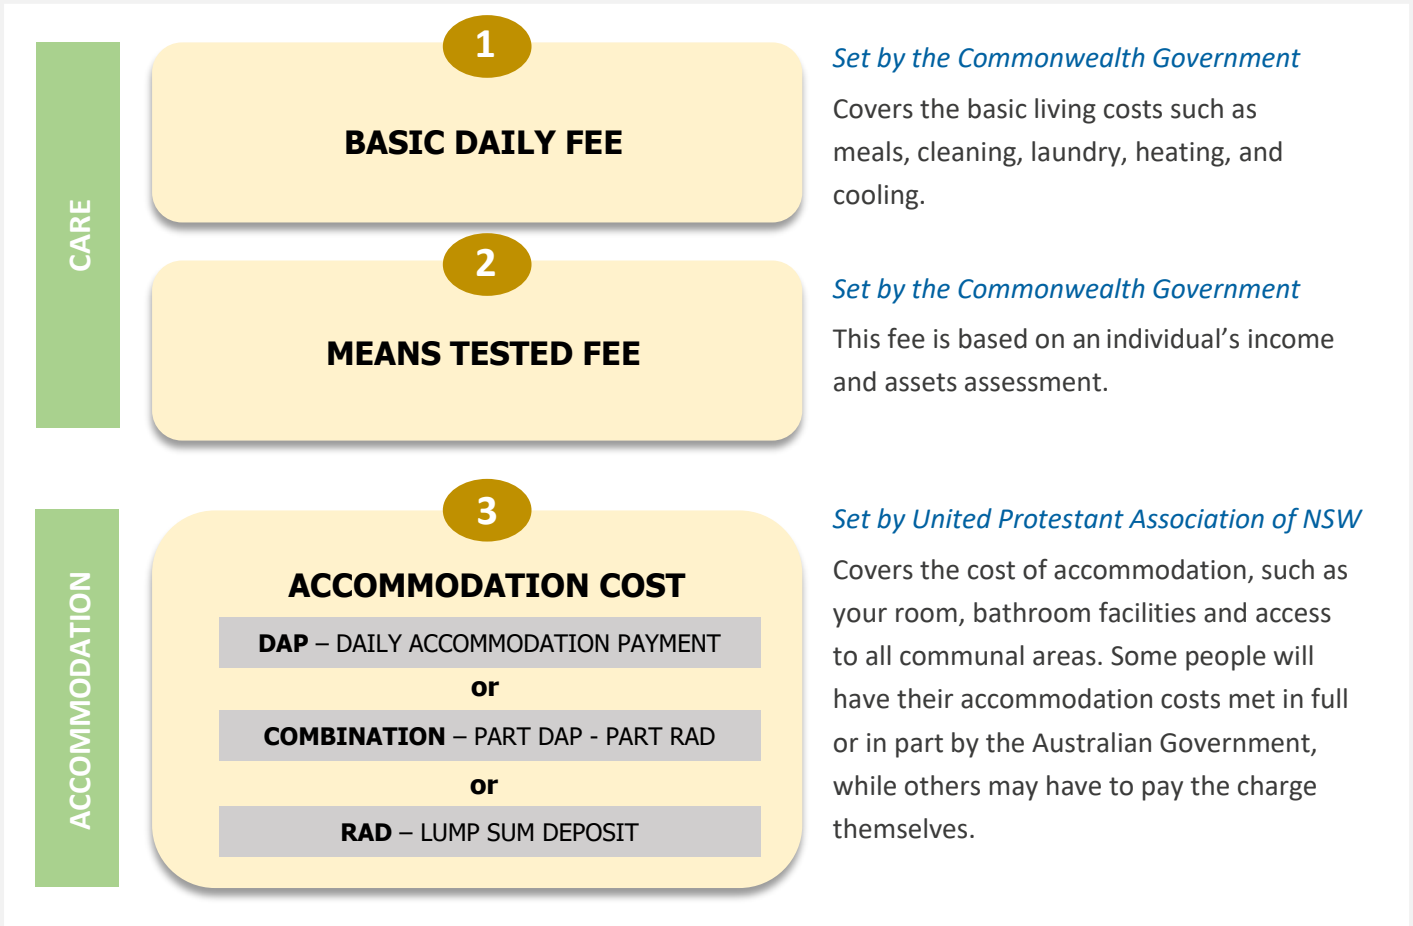 CARE
1
BASIC DAILY FEE
Set by the Commonwealth Government
Covers the basic living costs such as
meals, cleaning, laundry, heating, and
cooling.
2
MEANS TESTED FEE
Set by the Commonwealth Government
This fee is based on an individual’s income
and assets assessment.
ACCOMMODATION
3
ACCOMMODATION COST
DAP – DAILY ACCOMMODATION PAYMENT
or
COMBINATION – PART DAP - PART RAD
or
RAD – LUMP SUM DEPOSIT
Set by United Protestant Association of NSW
Covers the cost of accommodation, such as
your room, bathroom facilities and access
to all communal areas. Some people will
have their accommodation costs met in full
or in part by the Australian Government,
while others may have to pay the charge
themselves.